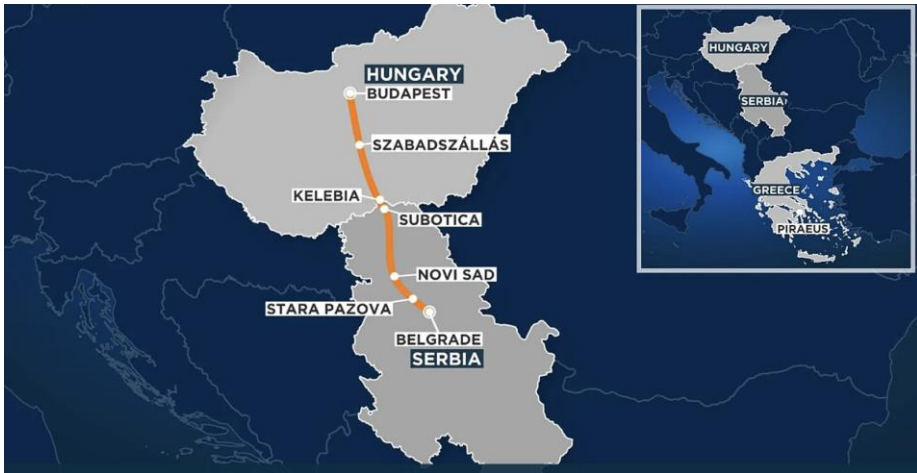 HUNGARY
BUDAPEST
SZABADSZÁLLÁS
KELEBIA
SUBOTICA
NOVI SAD
STARA PAZOVA
BELGRADE
SERBIA
HUNGARY
SERBIA
GREECE
PIRAEUS